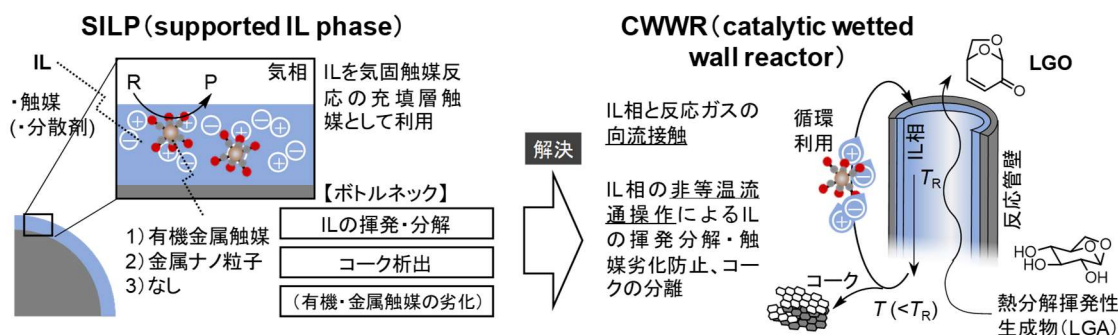 SILP（supported IL phase）
IL
・触媒
(・分散剤)
R
P
気相
ILを気固触媒反
応の充填層触
媒として利用
【ボトルネック】
ILの揮発・分解
コーク析出
（有機・金属触媒の劣化）
1）有機金属触媒
2）金属ナノ粒子
3）なし
解決
CWWR（catalytic wetted
wall reactor）
IL相と反応ガスの
向流接触
IL相の非等温流
通操作によるIL
の揮発分解・触
媒劣化防止、コー
クの分離
循環
利用
IL相
TR
反応管壁
LGO
O
O
O
コーク
T (<TR)
O
O
HO
HO
OH
熱分解揮発性
生成物（LGA）